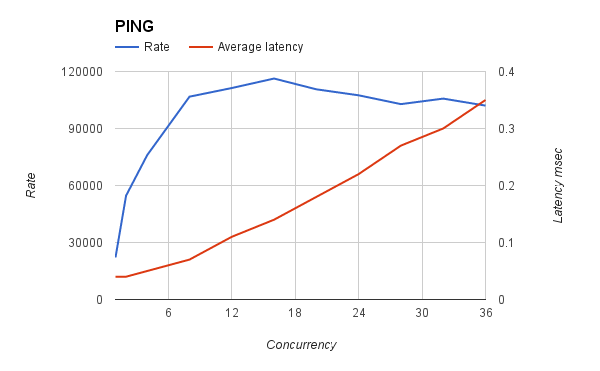 PING
Rate
Average latency
120000
0.4
90000
0.3
60000
0.2
30000
0.1
0
0
Rate
Latency msec
6
12
18
24
30
36
Concurrency